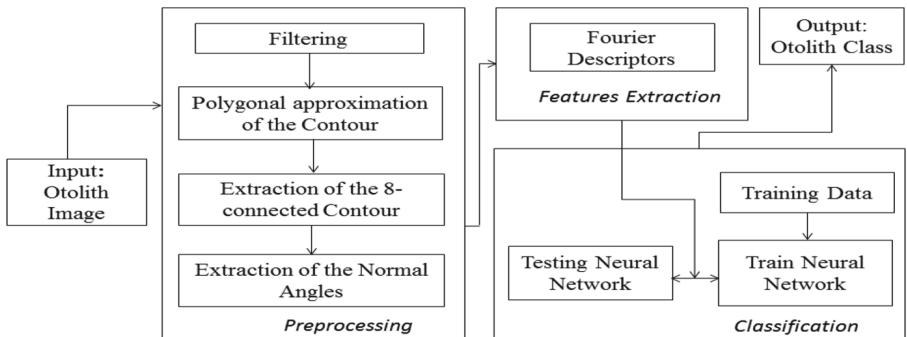 Input:
Otolith
Image
Filtering
Polygonal approximation
of the Contour
Extraction of the 8-
connected Contour
Extraction of the Normal
Angles
Preprocessing
Fourier
Descriptors
Features Extraction
Output:
Otolith Class
Training Data
Testing Neural
Network
Train Neural
Network
Classification